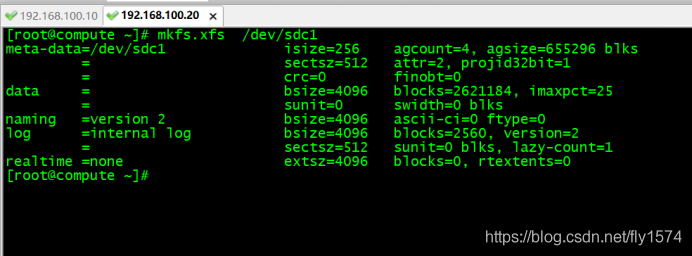 192.168.100.10 192.168.100.20 ×
[root@compute ~]# mkfs.xfs  /dev/sdc1
meta-data=/dev/sdc1              isize=256    agcount=4, agsize=655296 blks
         =                       sectsz=512   attr=2, projid32bit=1
         =                       crc=0        finobt=0
data     =                       bsize=4096   blocks=2621184, imaxpct=25
         =                       sunit=0      swidth=0 blks
naming   =version 2              bsize=4096   ascii-ci=0 ftype=0
log      =internal log           bsize=4096   blocks=2560, version=2
         =                       sectsz=512   sunit=0 blks, lazy-count=1
realtime =none                   extsz=4096   blocks=0, rtextents=0
[root@compute ~]#
https://blog.csdn.net/fly1574